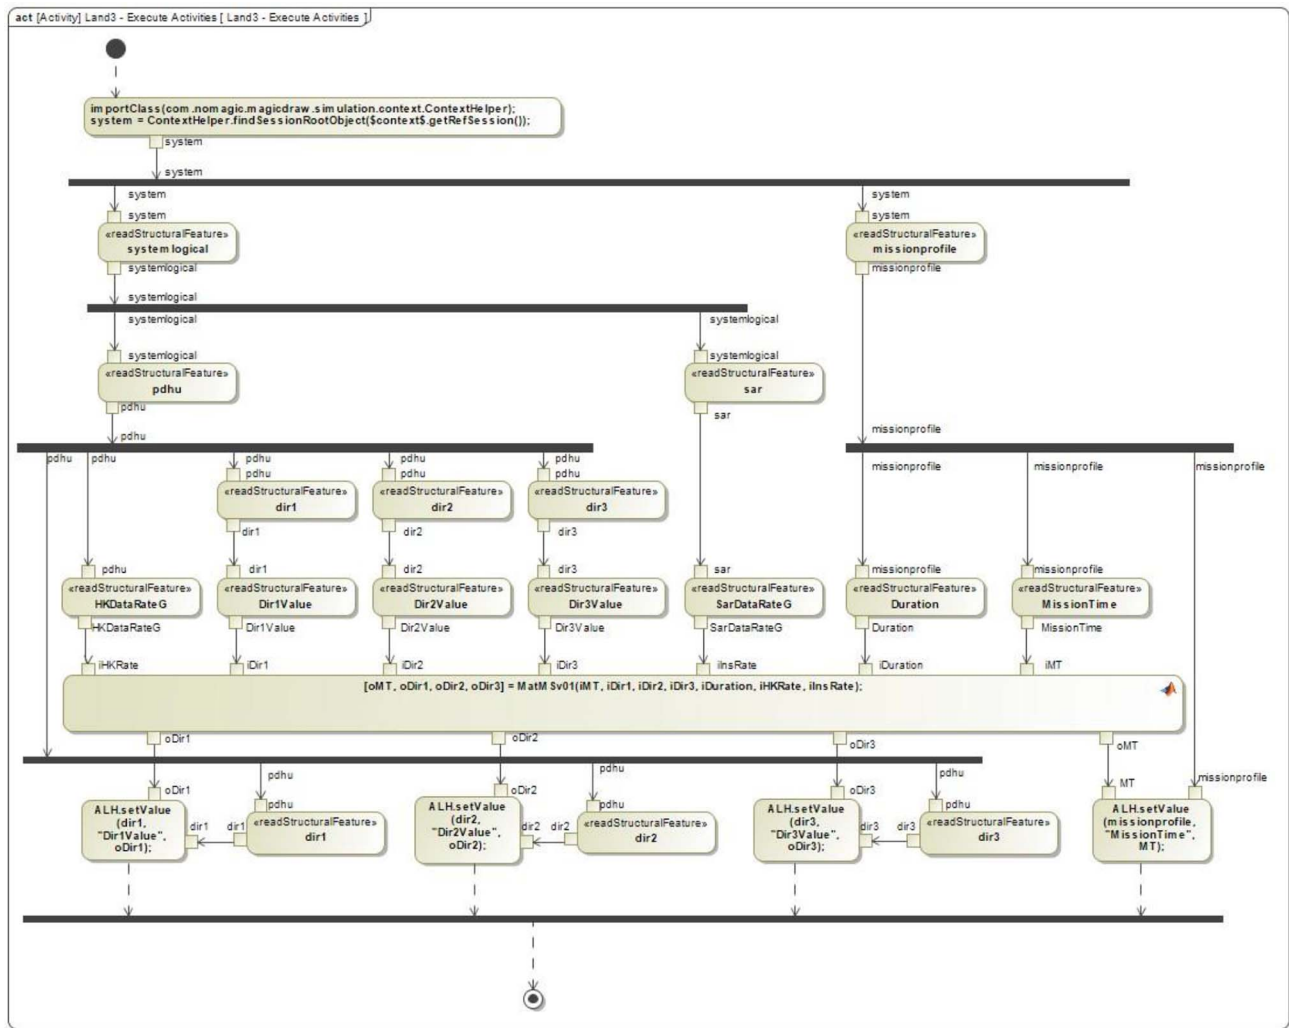 act [Activity] Land3 - Execute Activities [ Land3 - Execute Activities ]
importClass(com.nomagic.magicdraw.simulation.context.ContextHelper);
system = ContextHelper.findSessionRootObject($context$.getRefSession());
system
system
system
system
system
system
«readStructuralFeature»
system logical
«readStructuralFeature»
missionprofile
systemlogical
missionprofile
systemlogical
systemlogical
systemlogical
systemlogical
systemlogical
«readStructuralFeature»
pdhu
«readStructuralFeature»
sar
pdhu
sar
pdhu
missionprofile
pdhu
pdhu
pdhu
pdhu
pdhu
missionprofile
missionprofile
missionprofile
pdhu
pdhu
pdhu
«readStructuralFeature»
dir1
«readStructuralFeature»
dir2
«readStructuralFeature»
dir3
dir1
dir2
dir3
pdhu
dir1
dir2
dir3
sar
missionprofile
missionprofile
«readStructuralFeature»
HKDataRateG
«readStructuralFeature»
Dir1Value
«readStructuralFeature»
Dir2Value
«readStructuralFeature»
Dir3Value
«readStructuralFeature»
SarDataRateG
«readStructuralFeature»
Duration
«readStructuralFeature»
MissionTime
HKDataRateG
Dir1Value
Dir2Value
Dir3Value
SarDataRateG
Duration
MissionTime
iHKRate
iDir1
iDir2
iDir3
iInsRate
iDuration
iMT
[oMT, oDir1, oDir2, oDir3] = MatMSv01(iMT, iDir1, iDir2, iDir3, iDuration, iHKRate, iInsRate);
oDir1
oDir2
oDir3
oMT
pdhu
pdhu
pdhu
missionprofile
oDir1
pdhu
oDir2
pdhu
oDir3
pdhu
MT
ALH.setValue
(dir1,
"Dir1Value",
oDir1);
dir1
dir1
«readStructuralFeature»
dir1
ALH.setValue
(dir2,
"Dir2Value",
oDir2);
dir2
dir2
«readStructuralFeature»
dir2
ALH.setValue
(dir3,
"Dir3Value",
oDir3);
dir3
dir3
«readStructuralFeature»
dir3
ALH.setValue
(missionprofile,
"MissionTime",
MT);